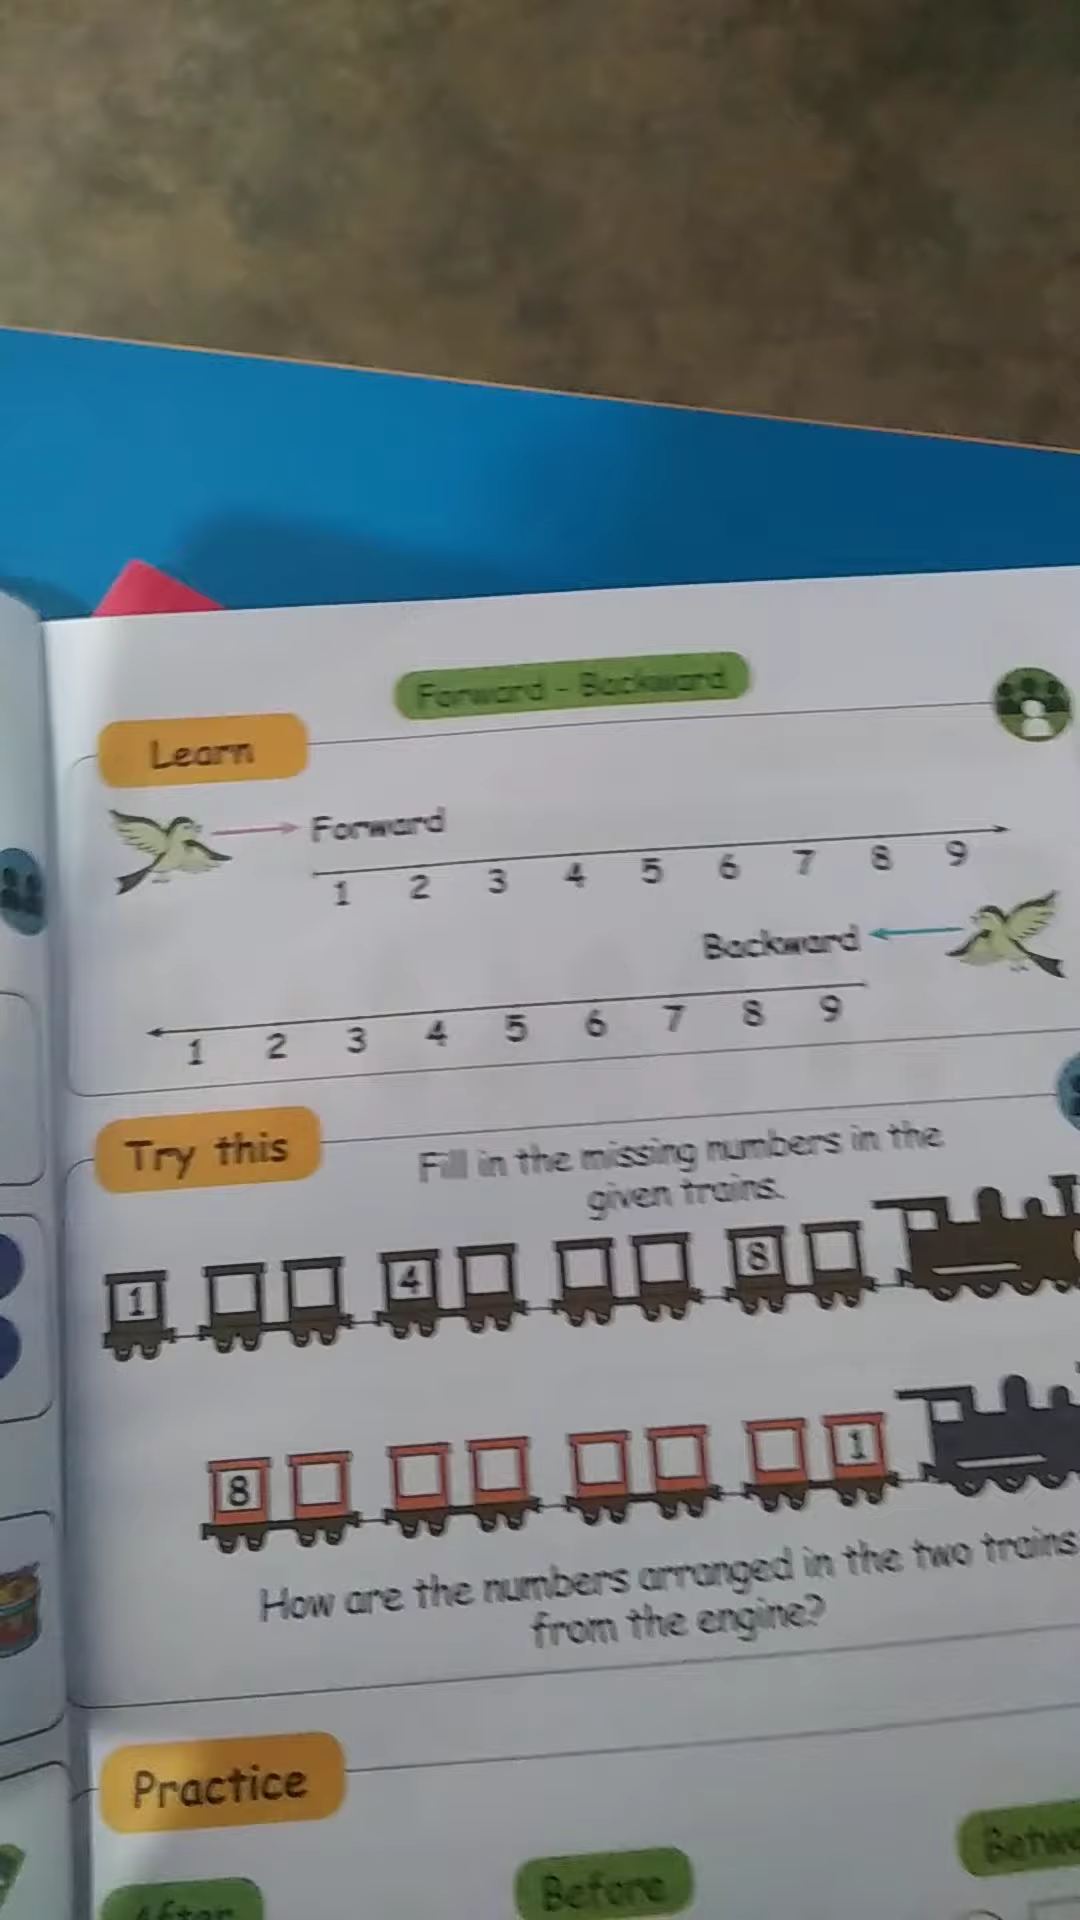 Forward - Backward
Learn
Forward
1 2 3 4 5 6 7 8 9
Backward
1 2 3 4 5 6 7 8 9
Try this
Fill in the missing numbers in the
given trains.
1 4 8
8 1
How are the numbers arranged in the two trains
from the engine?
Practice
After Before